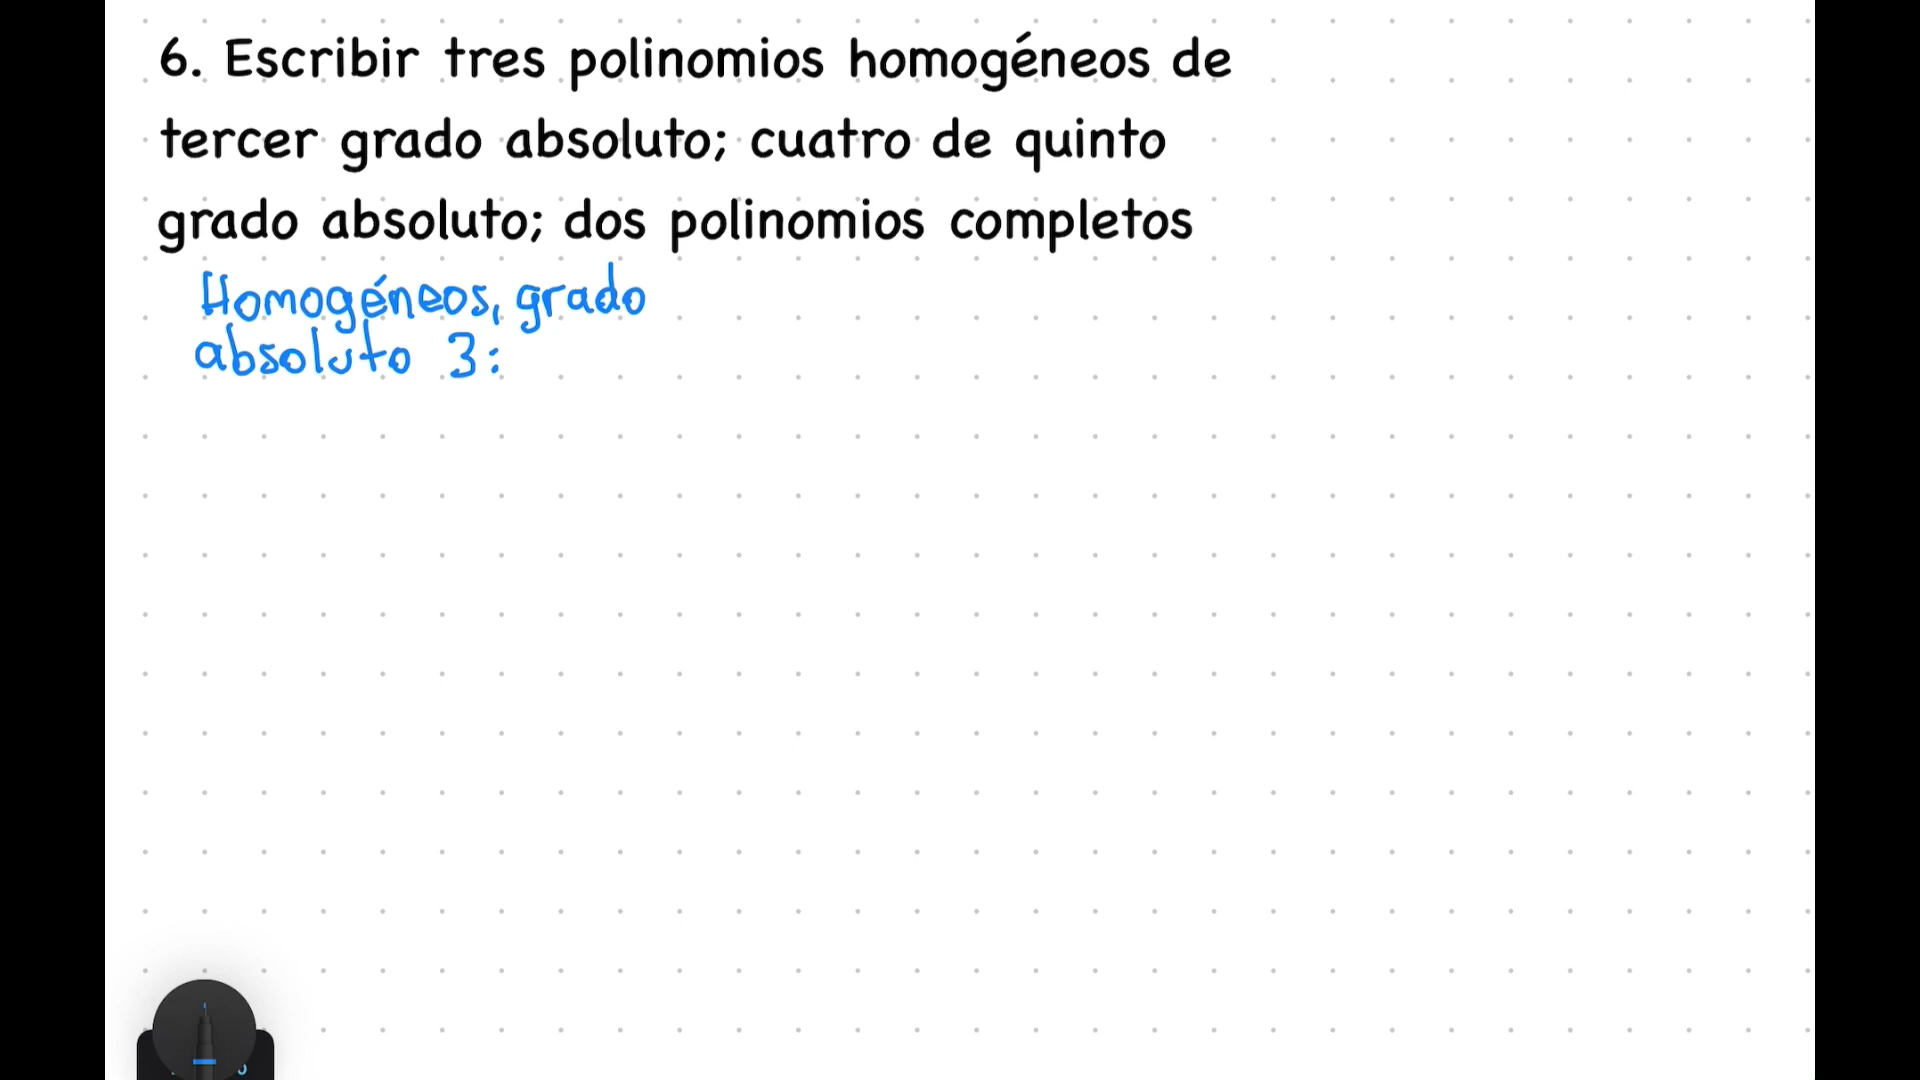 6. Escribir tres polinomios homogéneos de
tercer grado absoluto; cuatro de quinto
grado absoluto; dos polinomios completos
Homogéneos, grado
absoluto 3: